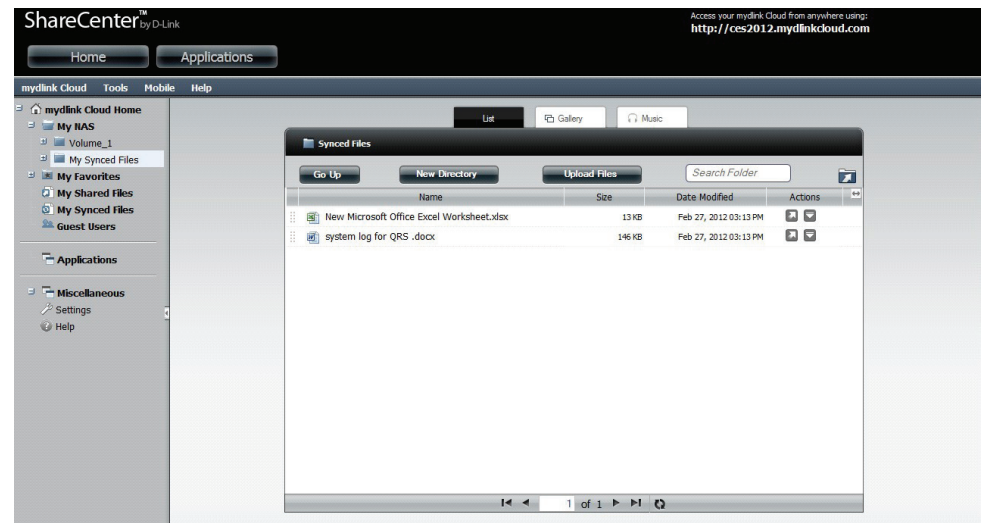 ShareCenter™ by D-Link
Access your mydlink Cloud from anywhere using:
http://ces2012.mydlinkcloud.com
Home Applications
mydlink Cloud Tools Mobile Help
mydlink Cloud Home
My NAS
Volume_1
My Synced Files
My Favorites
My Shared Files
My Synced Files
Guest Users
Applications
Miscellaneous
Settings
Help
List Gallery Music
Synced Files
Go Up New Directory Upload Files Search Folder
Name Size Date Modified Actions
New Microsoft Office Excel Worksheet.xlsx 13 KB Feb 27, 2012 03:13 PM
system log for QRS .docx 146 KB Feb 27, 2012 03:13 PM
1 of 1